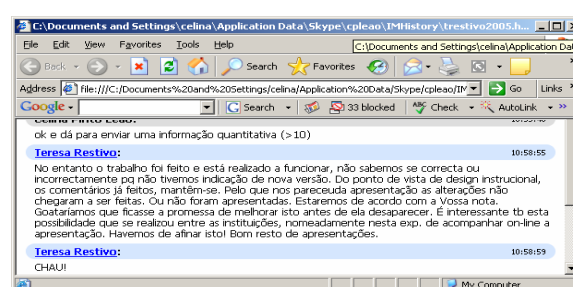 C:\Documents and Settings\celina\Application Data\Skype\cpleao\IMHistory\trestivo2005.h...
File Edit View Favorites Tools Help
C:\Documents and Settings\celina\Application Dat
Back Search Favorites
Address file:///C:/Documents%20and%20Settings/celina/Application%20Data/Skype/cpleao/IM Go Links
Google Search 33 blocked Check AutoLink
Celina Pinto Leão:
ok e dá para enviar uma informação quantitativa (>10)
Teresa Restivo: 10:58:55
No entanto o trabalho foi feito e está realizado a funcionar, não sabemos se correcta ou
incorrectamente pq não tivemos indicação de nova versão. Do ponto de vista de design instrucional,
os comentários já feitos, mantêm-se. Pelo que nos pareceuda apresentação as alterações não
chegaram a ser feitas. Ou não foram apresentadas. Estaremos de acordo com a Vossa nota.
Goataríamos que ficasse a promessa de melhorar isto antes de ela desaparecer. É interessante tb esta
possibilidade que se realizou entre as instituições, nomeadamente nesta exp. de acompanhar on-line a
apresentação. Havemos de afinar isto! Bom resto de apresentações.
Teresa Restivo: 10:58:59
CHAU!
My Computer